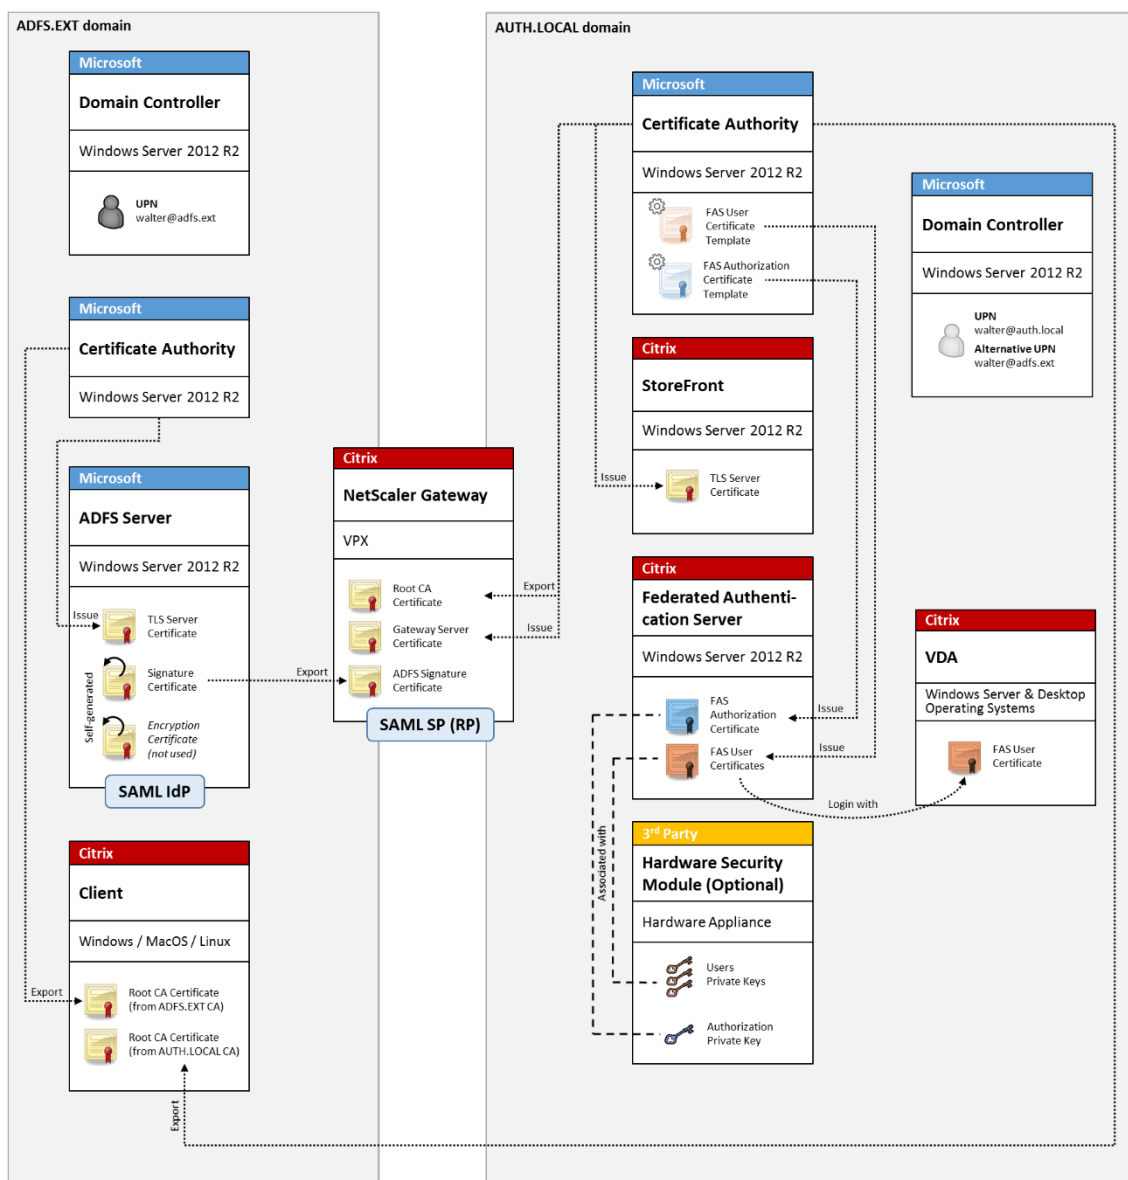 ADFS.EXT domain
Microsoft
Domain Controller
Windows Server 2012 R2
UPN
walter@adfs.ext
Microsoft
Certificate Authority
Windows Server 2012 R2
Microsoft
ADFS Server
Windows Server 2012 R2
Issue
TLS Server
Certificate
Self-generated
Signature
Certificate
Encryption
Certificate
(not used)
SAML IdP
Export
Citrix
Client
Windows / MacOS / Linux
Export
Root CA Certificate
(from ADFS.EXT CA)
Root CA Certificate
(from AUTH.LOCAL CA)
Export
Citrix
NetScaler Gateway
VPX
Root CA
Certificate
Gateway Server
Certificate
ADFS Signature
Certificate
SAML SP (RP)
Export
Issue
AUTH.LOCAL domain
Microsoft
Certificate Authority
Windows Server 2012 R2
FAS User
Certificate
Template
FAS Authorization
Certificate
Template
Citrix
StoreFront
Windows Server 2012 R2
Issue
TLS Server
Certificate
Citrix
Federated Authenti-
cation Server
Windows Server 2012 R2
FAS
Authorization
Certificate
Issue
FAS User
Certificates
Issue
Login with
Associated with
3rd Party
Hardware Security
Module (Optional)
Hardware Appliance
Users
Private Keys
Authorization
Private Key
Microsoft
Domain Controller
Windows Server 2012 R2
UPN
walter@auth.local
Alternative UPN
walter@adfs.ext
Citrix
VDA
Windows Server & Desktop
Operating Systems
FAS User
Certificate